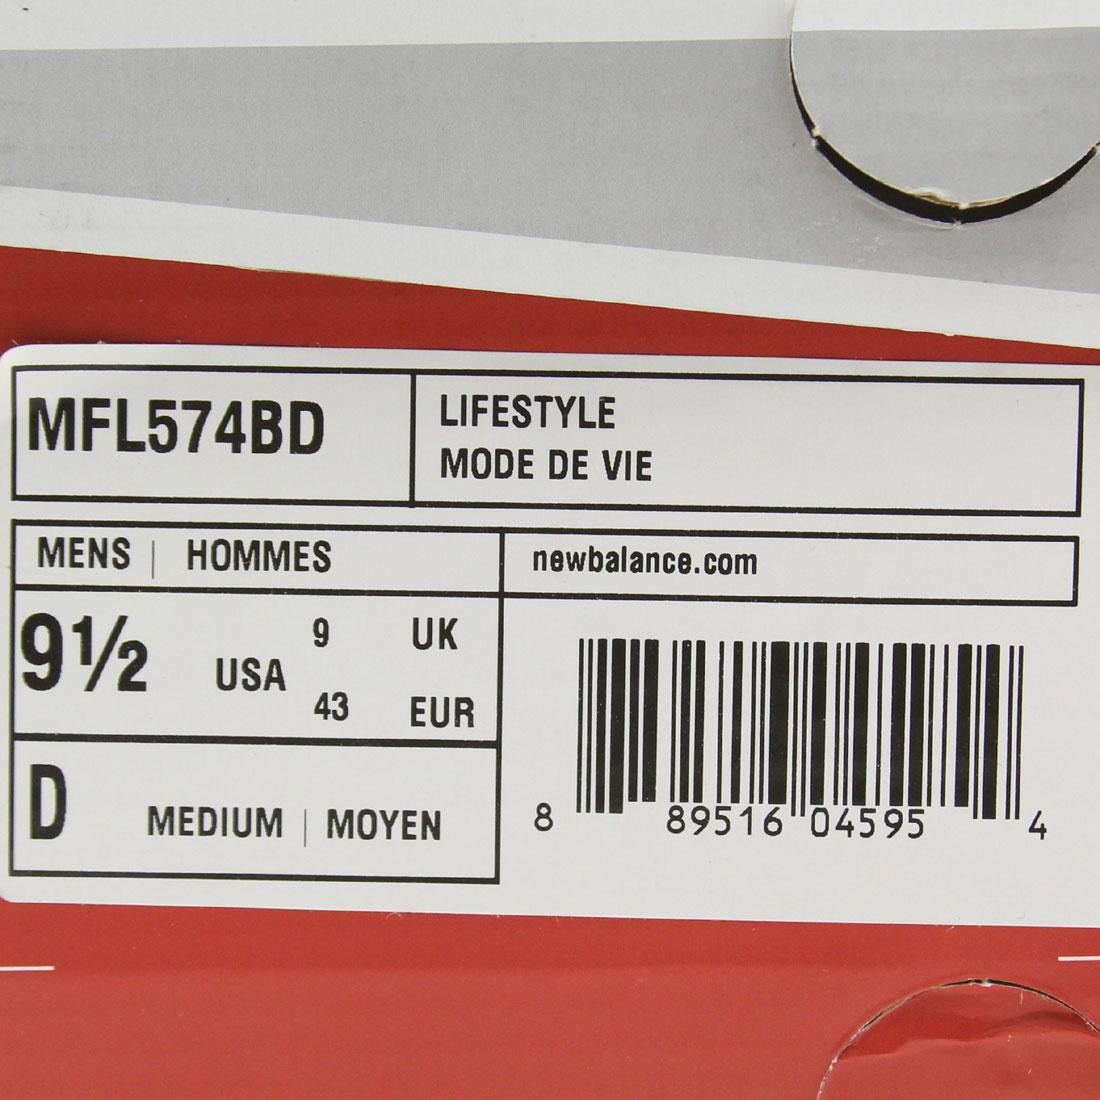 MFL574BD
LIFESTYLE
MODE DE VIE
MENS | HOMMES
newbalance.com
9½ USA
9 UK
43 EUR
D MEDIUM | MOYEN
8 89516 04595 4